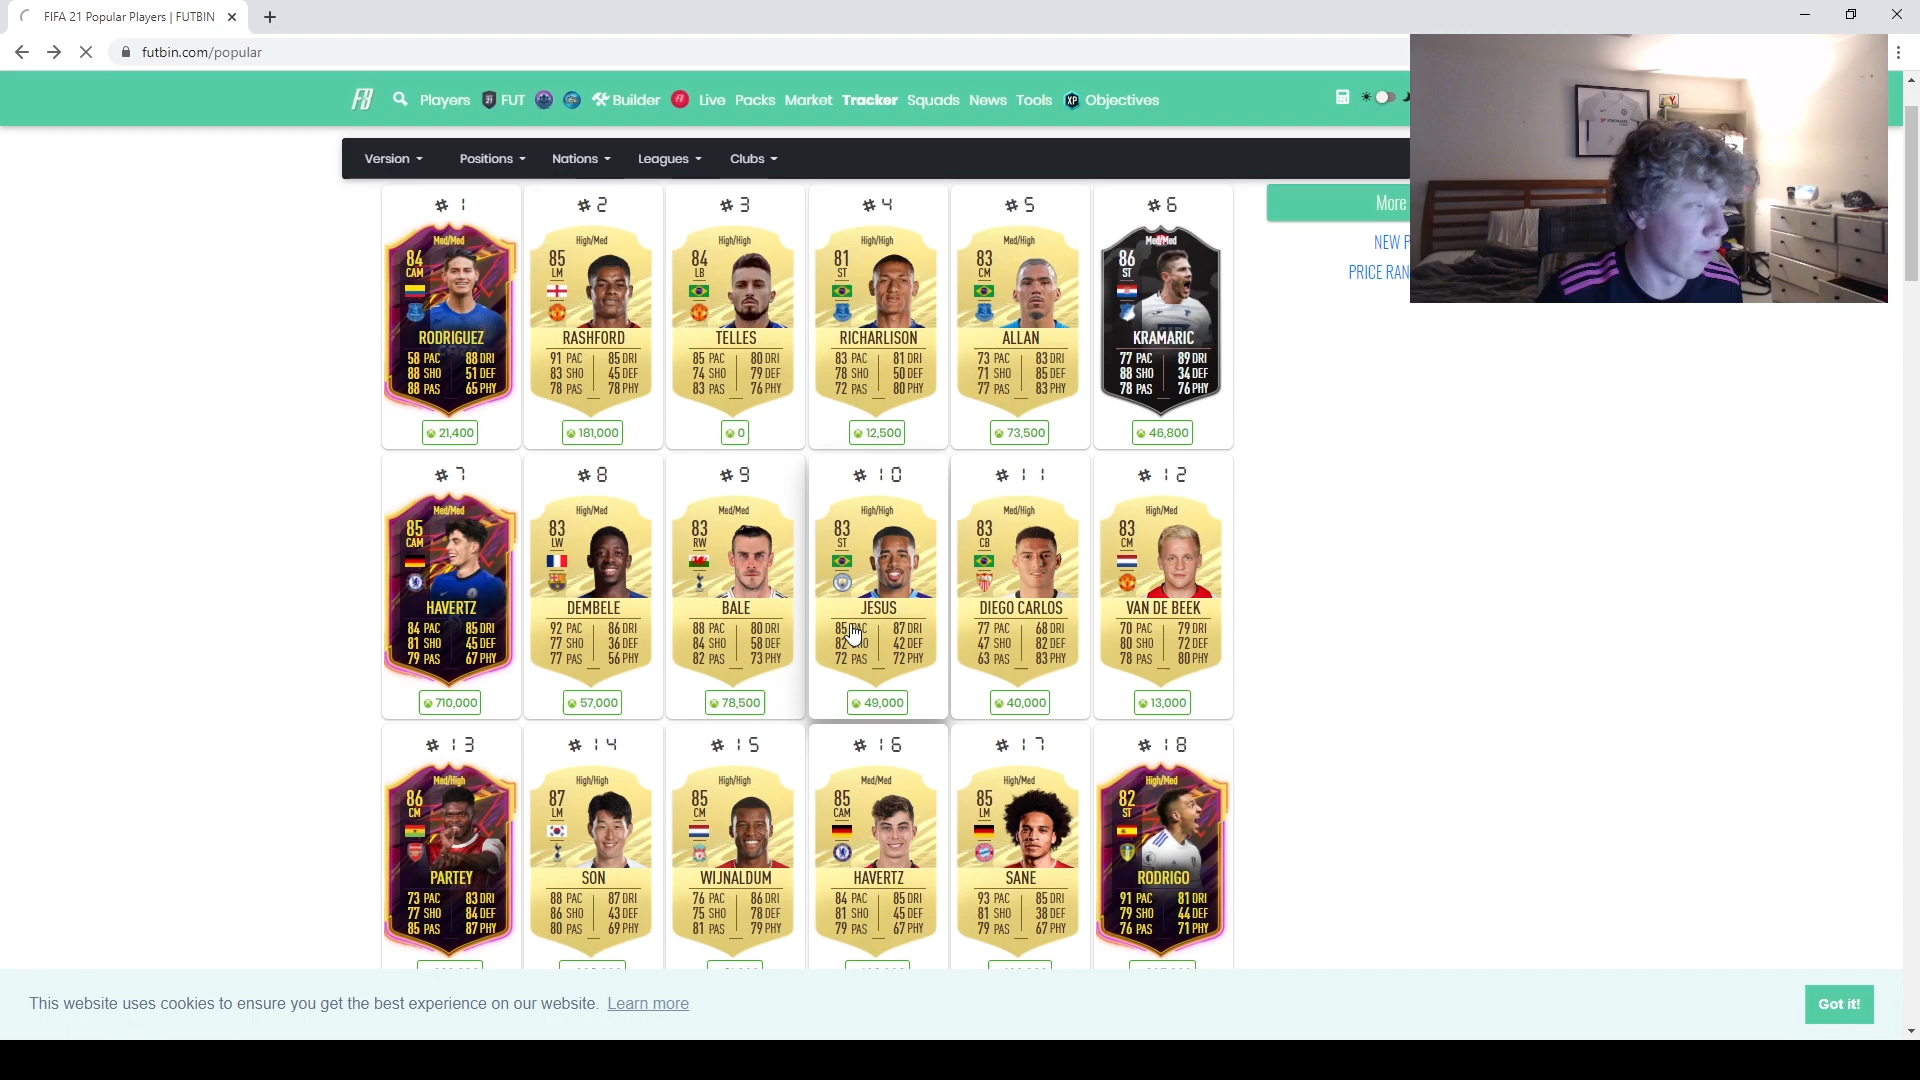 FIFA 21 Popular Players | FUTBIN
futbin.com/popular
FB Players 21 FUT Builder Live Packs Market Tracker Squads News Tools XP Objectives
Version Positions Nations Leagues Clubs
More
NEW P
PRICE RAN
# 1 # 2 # 3 # 4 # 5 # 6
Med/Med High/Med High/High High/High Med/High Med/Med
84 85 84 81 83 86
CAM LM LB ST CM ST
RODRIGUEZ RASHFORD TELLES RICHARLISON ALLAN KRAMARIC
58 PAC 88 DRI 91 PAC 85 DRI 85 PAC 80 DRI 83 PAC 81 DRI 73 PAC 83 DRI 77 PAC 89 DRI
88 SHO 51 DEF 83 SHO 45 DEF 74 SHO 79 DEF 78 SHO 50 DEF 71 SHO 85 DEF 88 SHO 34 DEF
88 PAS 65 PHY 78 PAS 78 PHY 83 PAS 76 PHY 72 PAS 80 PHY 77 PAS 83 PHY 78 PAS 76 PHY
21,400 181,000 0 12,500 73,500 46,800
# 7 # 8 # 9 # 10 # 11 # 12
Med/Med High/Med Med/Med High/High Med/High High/Med
85 83 83 83 83 83
CAM LW RW ST CB CM
HAVERTZ DEMBELE BALE JESUS DIEGO CARLOS VAN DE BEEK
84 PAC 85 DRI 92 PAC 86 DRI 88 PAC 80 DRI 85 PAC 87 DRI 77 PAC 68 DRI 70 PAC 79 DRI
81 SHO 45 DEF 77 SHO 36 DEF 84 SHO 58 DEF 82 SHO 42 DEF 47 SHO 82 DEF 80 SHO 72 DEF
79 PAS 67 PHY 77 PAS 56 PHY 82 PAS 73 PHY 72 PAS 72 PHY 63 PAS 83 PHY 78 PAS 80 PHY
710,000 57,000 78,500 49,000 40,000 13,000
# 13 # 14 # 15 # 16 # 17 # 18
Med/High High/High High/High Med/Med High/Med High/Med
86 87 85 85 85 82
CM LM CM CAM LM ST
PARTEY SON WIJNALDUM HAVERTZ SANE RODRIGO
73 PAC 83 DRI 88 PAC 87 DRI 76 PAC 86 DRI 84 PAC 85 DRI 93 PAC 85 DRI 91 PAC 81 DRI
77 SHO 84 DEF 86 SHO 43 DEF 75 SHO 78 DEF 81 SHO 45 DEF 81 SHO 38 DEF 79 SHO 44 DEF
85 PAS 87 PHY 80 PAS 69 PHY 81 PAS 79 PHY 79 PAS 67 PHY 79 PAS 67 PHY 76 PAS 71 PHY
This website uses cookies to ensure you get the best experience on our website. Learn more
Got it!